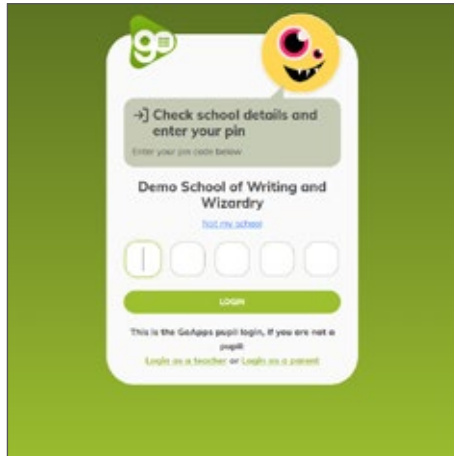 go
Check school details and
enter your pin
Enter your pin code below
Demo School of Writing and
Wizardry
Not my school
LOGIN
This is the GoApps pupil login, if you are not a
pupil:
Login as a teacher or Login as a parent